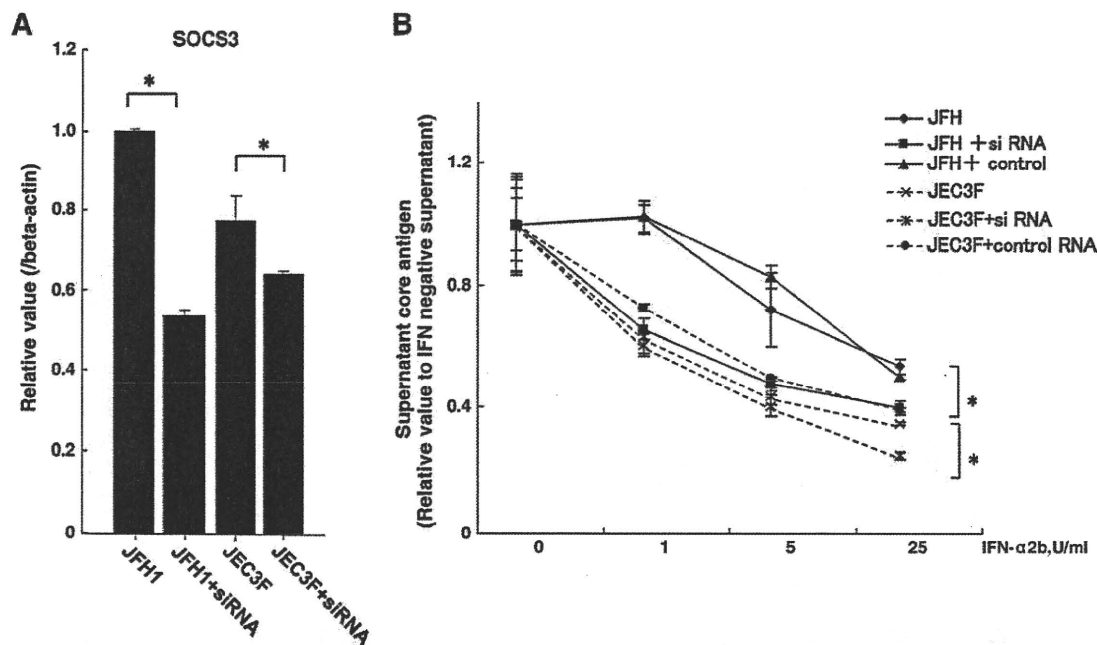 A
SOCS3
Relative value (/beta-actin)
1.2
1.0
0.8
0.6
0.4
0.2
0
*
*
JFH1
JFH1+siRNA
JEC3F
JEC3F+siRNA
B
Supernatant core antigen
(Relative value to IFN negative supernatant)
1.2
0.8
0.4
0
0
1
5
25
IFN-α2b,U/ml
JFH
JFH +si RNA
JFH+ control
JEC3F
JEC3F+si RNA
JEC3F+control RNA
*
*